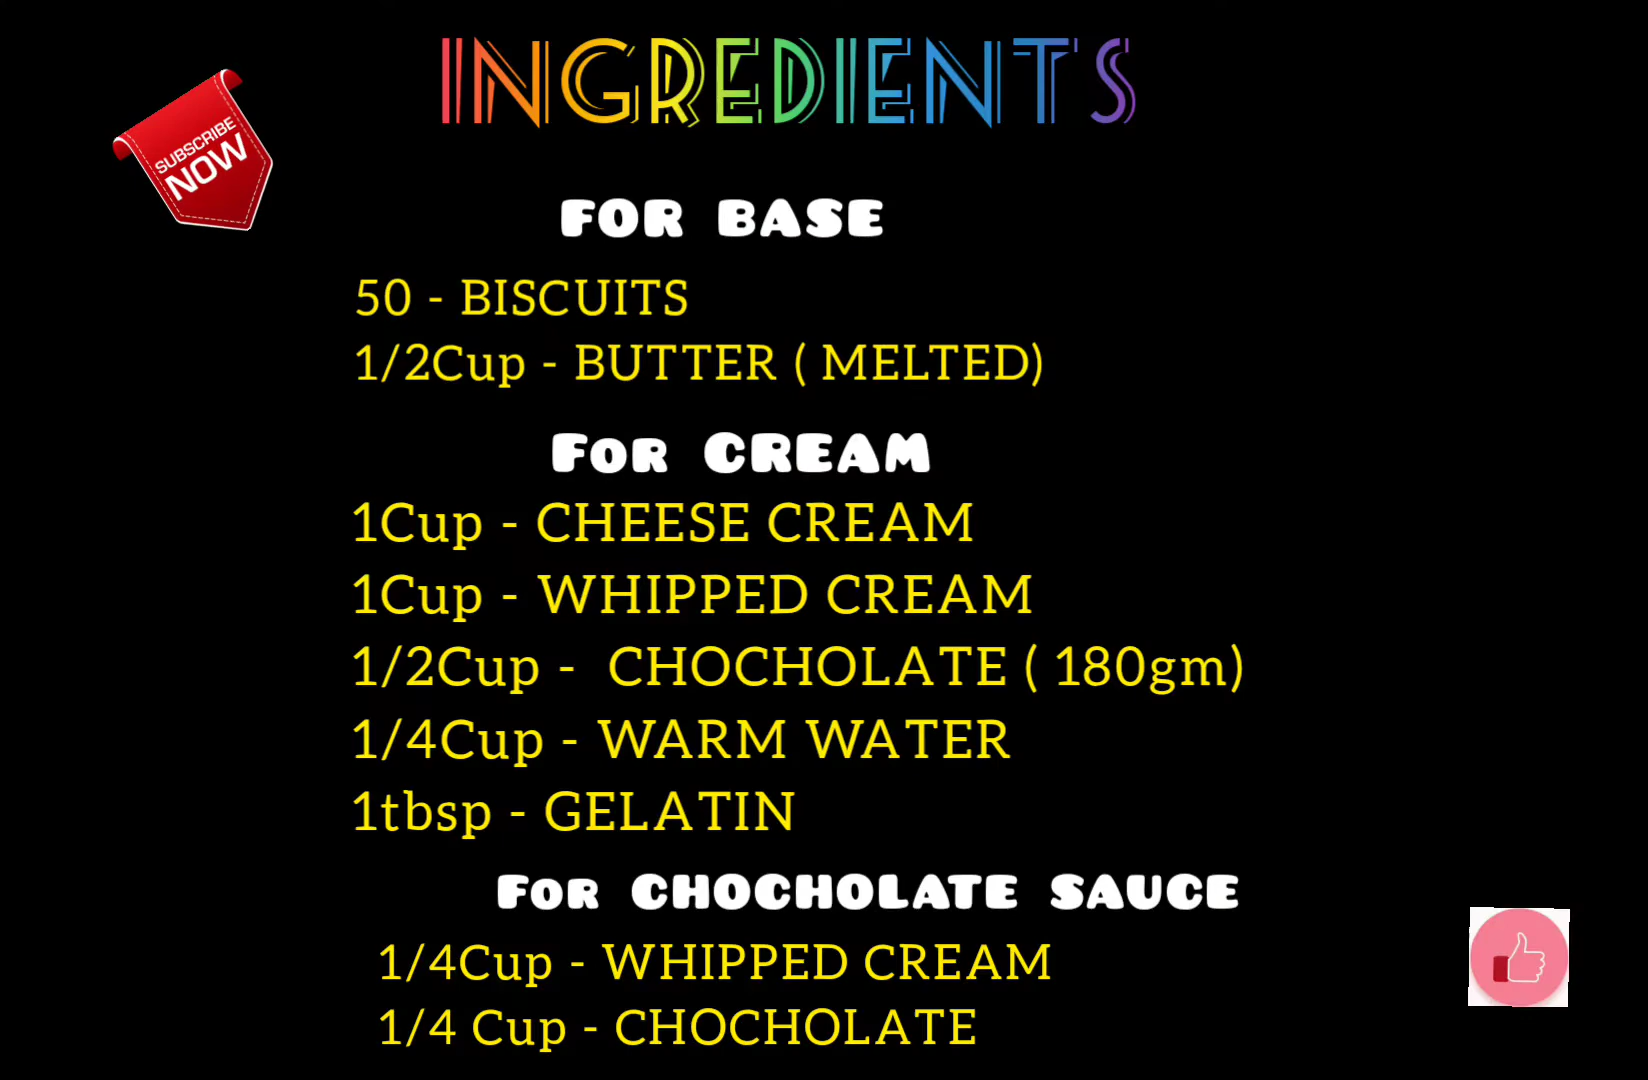 INGREDIENTS
SUBSCRIBE
NOW
FOR BASE
50 - BISCUITS
1/2Cup - BUTTER ( MELTED)
FOR CREAM
1Cup - CHEESE CREAM
1Cup - WHIPPED CREAM
1/2Cup - CHOCHOLATE ( 180gm)
1/4Cup - WARM WATER
1tbsp - GELATIN
FOR CHOCHOLATE SAUCE
1/4Cup - WHIPPED CREAM
1/4 Cup - CHOCHOLATE